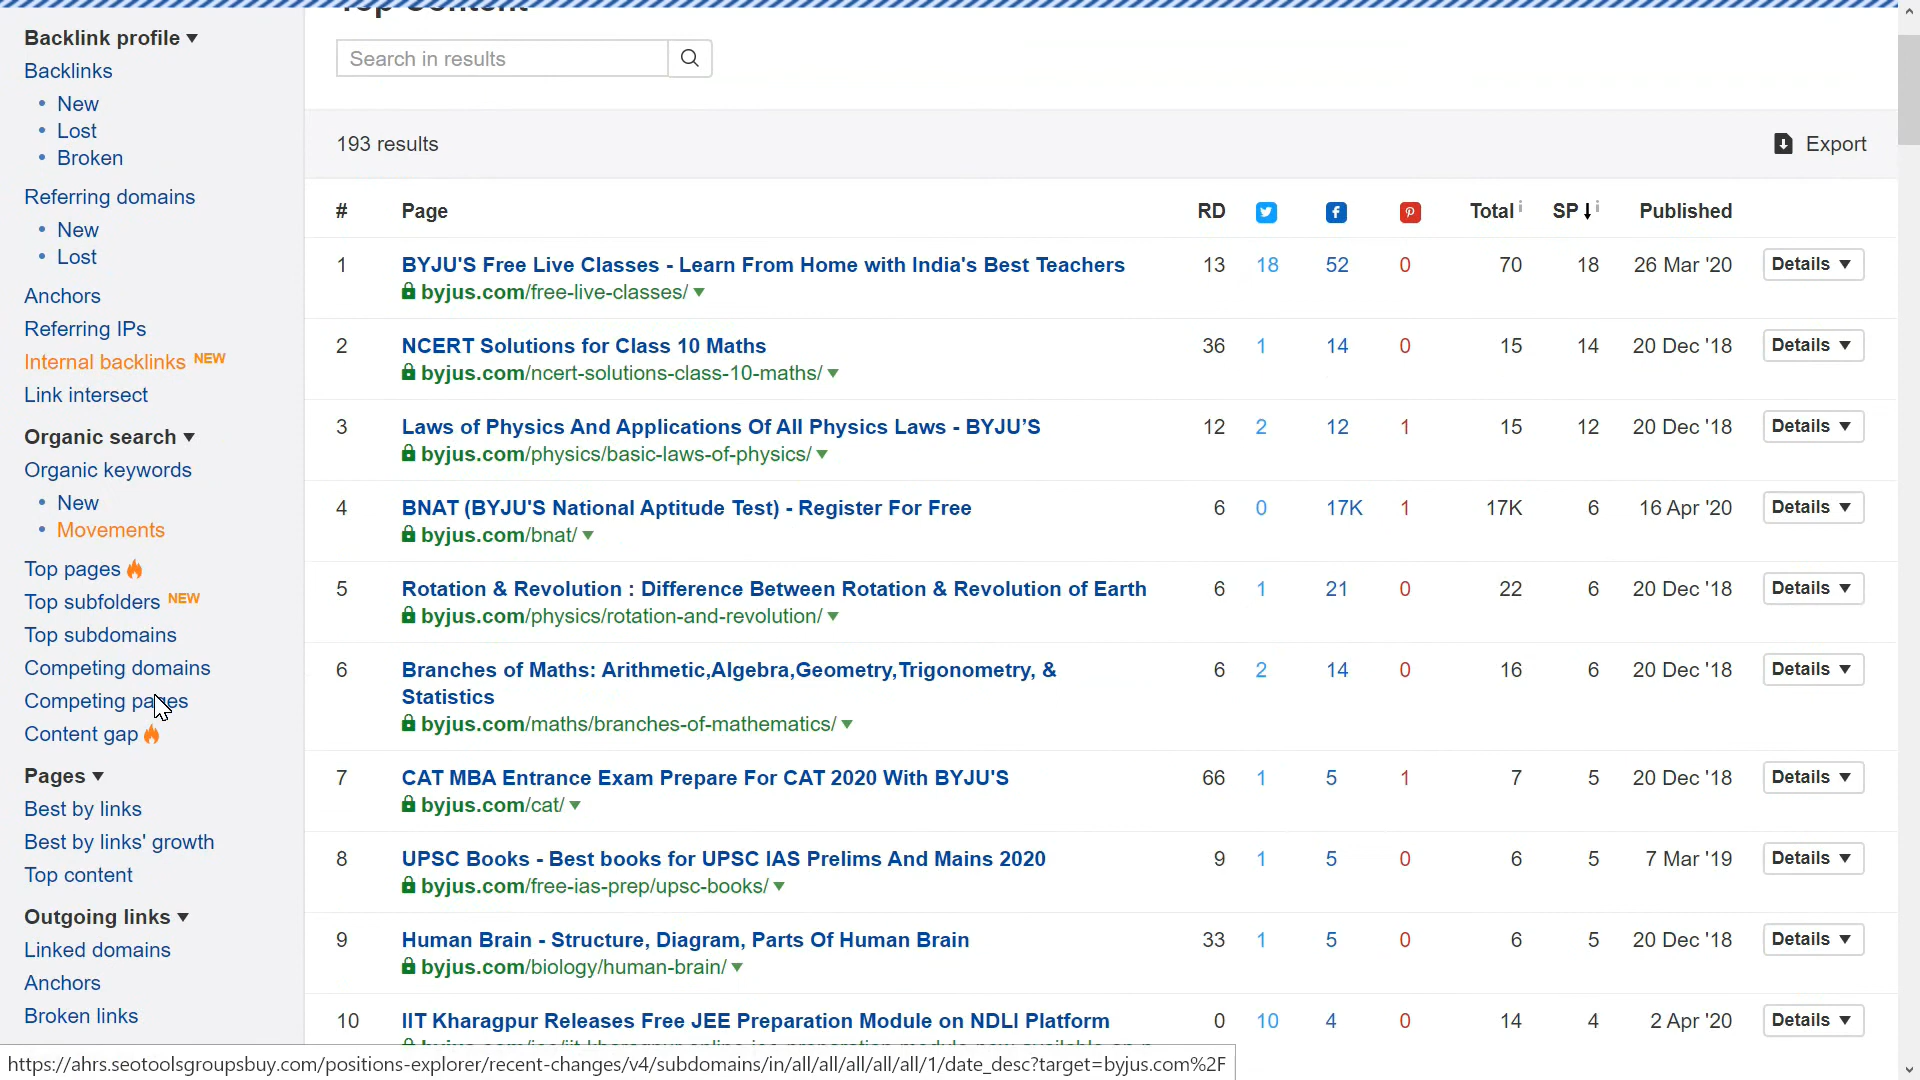 Top Content
Backlink profile ▼
Backlinks
• New
• Lost
• Broken
Referring domains
• New
• Lost
Anchors
Referring IPs
Internal backlinks NEW
Link intersect
Organic search ▼
Organic keywords
• New
• Movements
Top pages
Top subfolders NEW
Top subdomains
Competing domains
Competing pages
Content gap
Pages ▼
Best by links
Best by links' growth
Top content
Outgoing links ▼
Linked domains
Anchors
Broken links
Search in results
193 results Export
# Page RD Total i SP ↓ i Published
1 BYJU'S Free Live Classes - Learn From Home with India's Best Teachers 13 18 52 0 70 18 26 Mar '20 Details ▼
byjus.com/free-live-classes/ ▼
2 NCERT Solutions for Class 10 Maths 36 1 14 0 15 14 20 Dec '18 Details ▼
byjus.com/ncert-solutions-class-10-maths/ ▼
3 Laws of Physics And Applications Of All Physics Laws - BYJU’S 12 2 12 1 15 12 20 Dec '18 Details ▼
byjus.com/physics/basic-laws-of-physics/ ▼
4 BNAT (BYJU'S National Aptitude Test) - Register For Free 6 0 17K 1 17K 6 16 Apr '20 Details ▼
byjus.com/bnat/ ▼
5 Rotation & Revolution : Difference Between Rotation & Revolution of Earth 6 1 21 0 22 6 20 Dec '18 Details ▼
byjus.com/physics/rotation-and-revolution/ ▼
6 Branches of Maths: Arithmetic,Algebra,Geometry,Trigonometry, & 6 2 14 0 16 6 20 Dec '18 Details ▼
Statistics
byjus.com/maths/branches-of-mathematics/ ▼
7 CAT MBA Entrance Exam Prepare For CAT 2020 With BYJU'S 66 1 5 1 7 5 20 Dec '18 Details ▼
byjus.com/cat/ ▼
8 UPSC Books - Best books for UPSC IAS Prelims And Mains 2020 9 1 5 0 6 5 7 Mar '19 Details ▼
byjus.com/free-ias-prep/upsc-books/ ▼
9 Human Brain - Structure, Diagram, Parts Of Human Brain 33 1 5 0 6 5 20 Dec '18 Details ▼
byjus.com/biology/human-brain/ ▼
10 IIT Kharagpur Releases Free JEE Preparation Module on NDLI Platform 0 10 4 0 14 4 2 Apr '20 Details ▼
https://ahrs.seotoolsgroupsbuy.com/positions-explorer/recent-changes/v4/subdomains/in/all/all/all/all/all/1/date_desc?target=byjus.com%2F